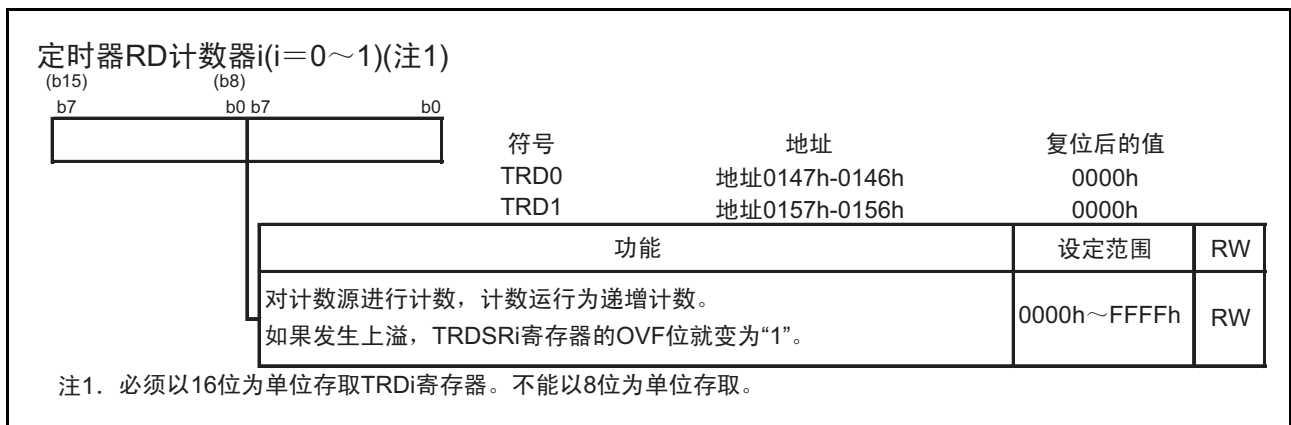 定时器RD计数器i(i＝0～1)(注1)
(b15) (b8)
b7 b0 b7 b0
符号 地址 复位后的值
TRD0 地址0147h-0146h 0000h
TRD1 地址0157h-0156h 0000h
功能 设定范围 RW
对计数源进行计数，计数运行为递增计数。
如果发生上溢，TRDSRi寄存器的OVF位就变为“1”。
0000h～FFFFh RW
注1. 必须以16位为单位存取TRDi寄存器。不能以8位为单位存取。